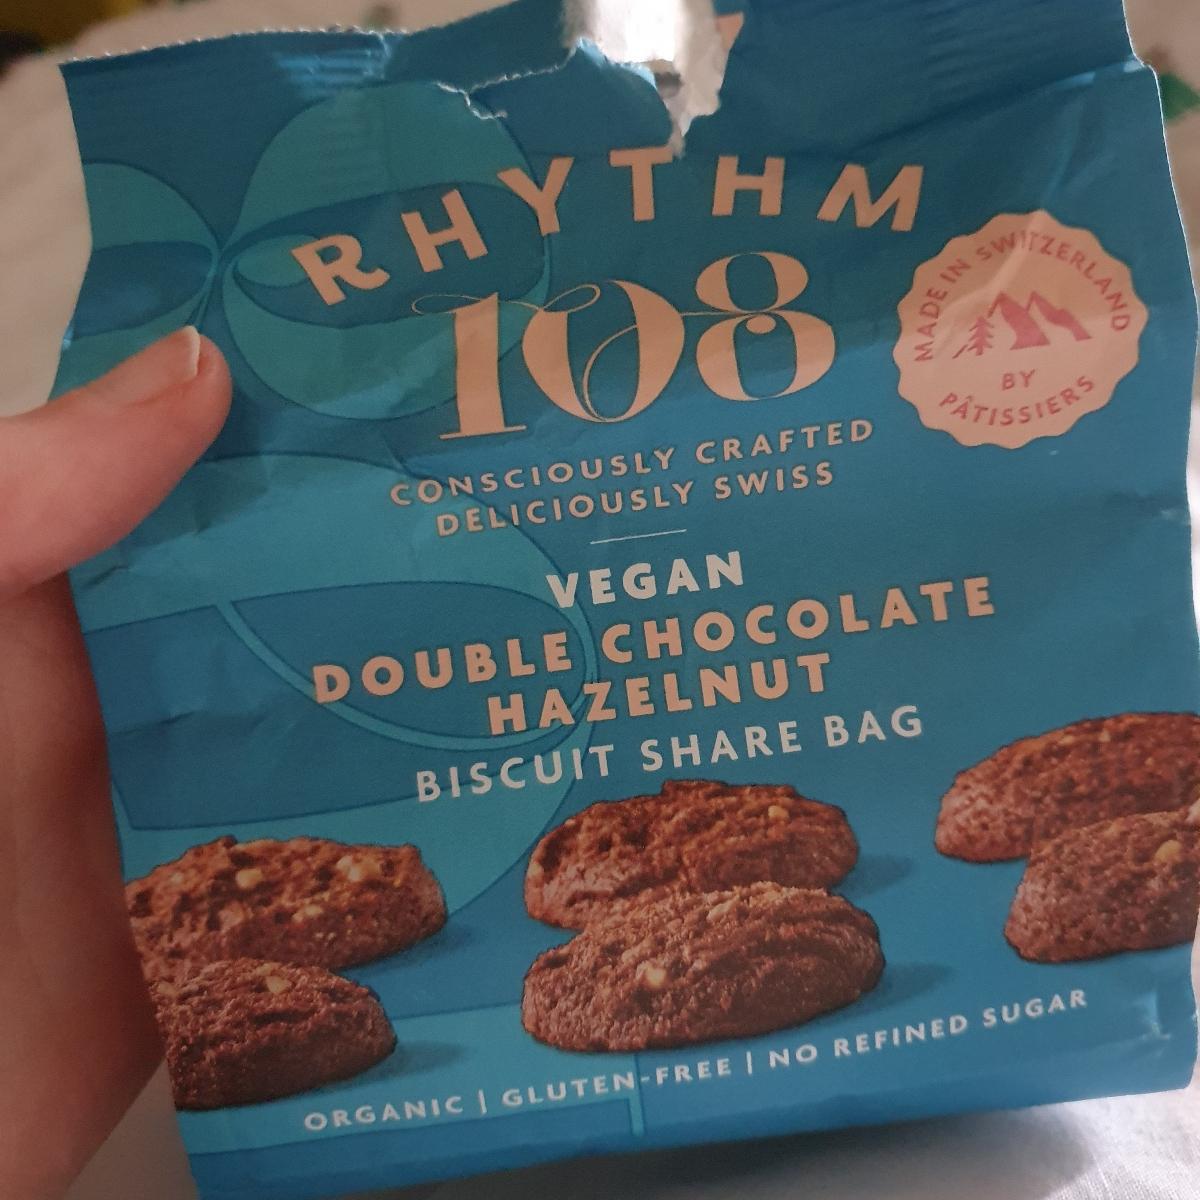 RHYTHM
108
CONSCIOUSLY CRAFTED
DELICIOUSLY SWISS
MADE IN SWITZERLAND
BY
PÂTISSIERS
VEGAN
DOUBLE CHOCOLATE
HAZELNUT
BISCUIT SHARE BAG
ORGANIC | GLUTEN-FREE | NO REFINED SUGAR